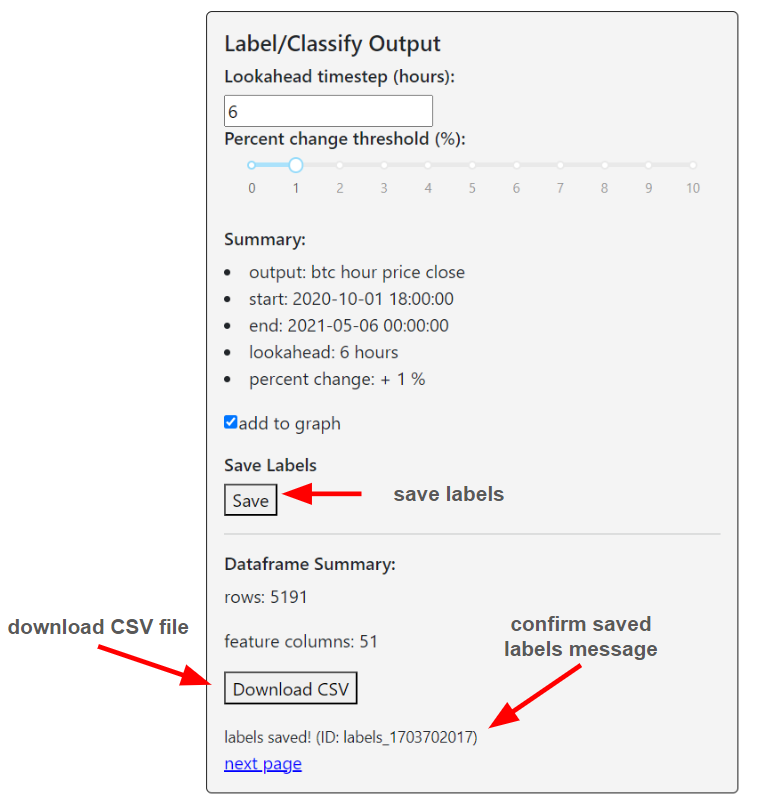 Label/Classify Output
Lookahead timestep (hours):
6
Percent change threshold (%):
0 1 2 3 4 5 6 7 8 9 10
Summary:
• output: btc hour price close
• start: 2020-10-01 18:00:00
• end: 2021-05-06 00:00:00
• lookahead: 6 hours
• percent change: + 1 %
add to graph
Save Labels
Save
save labels
Dataframe Summary:
rows: 5191
download CSV file
confirm saved
labels message
feature columns: 51
Download CSV
labels saved! (ID: labels_1703702017)
next page